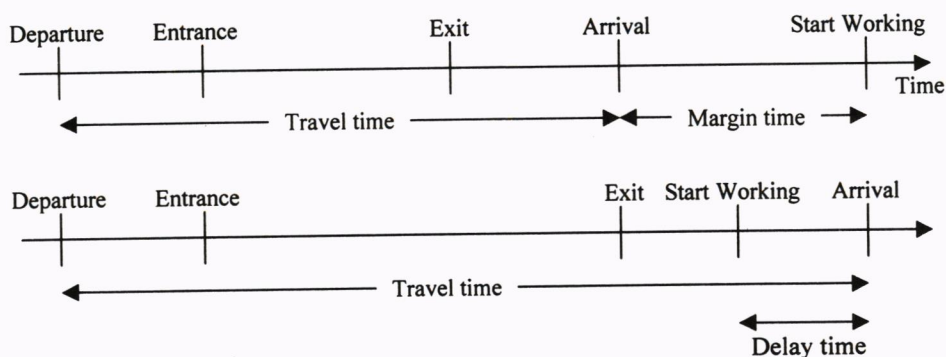 Departure Entrance Exit Arrival Start Working
Time
Travel time Margin time
Departure Entrance Exit Start Working Arrival
Travel time
Delay time